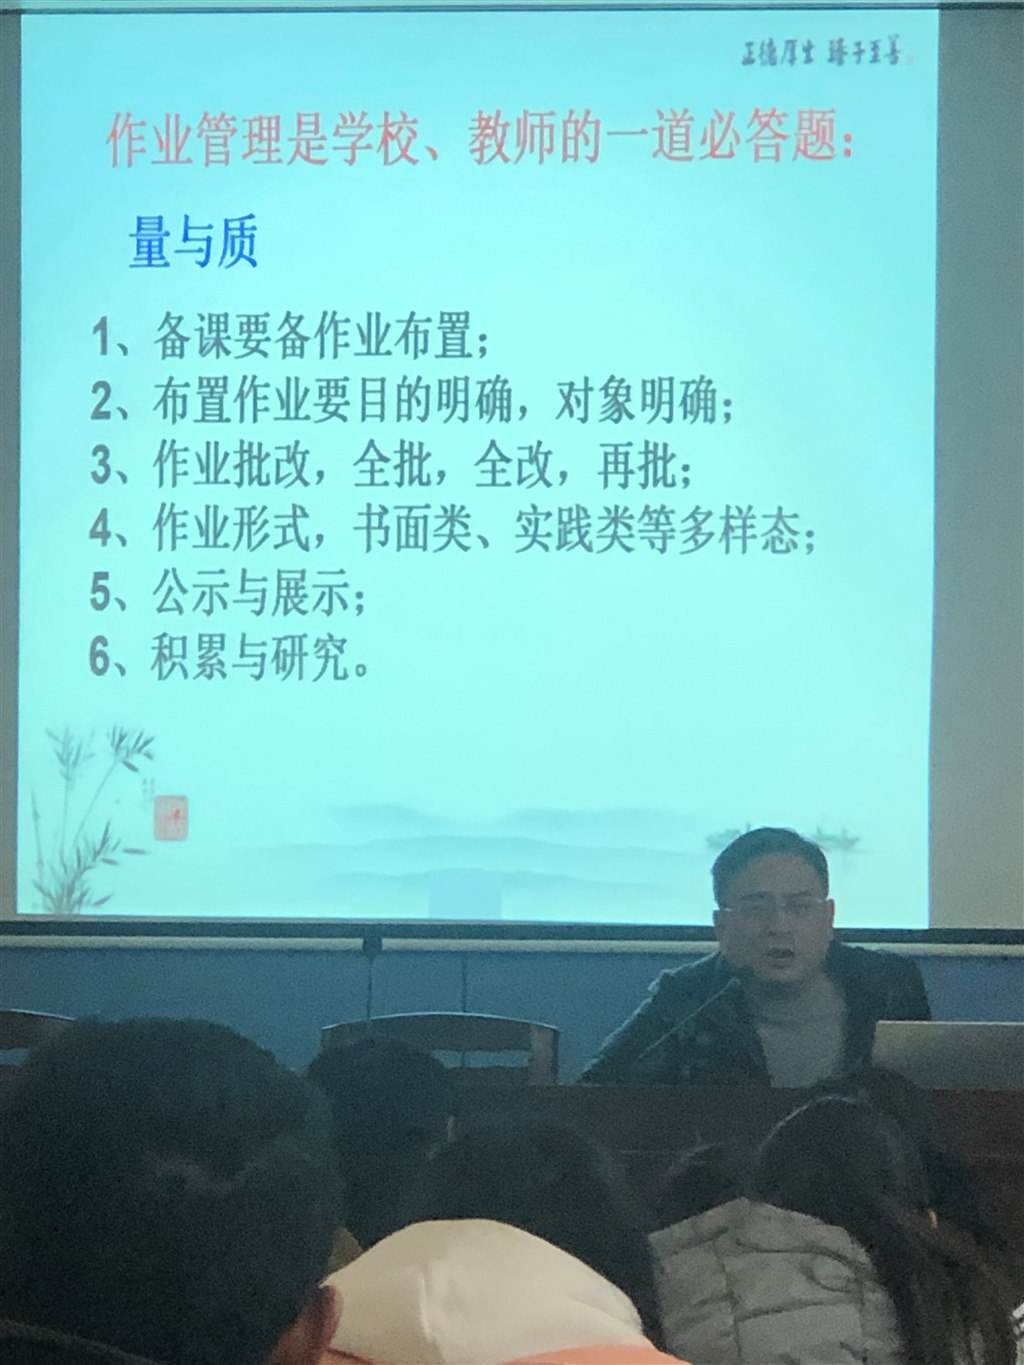 正德厚生 臻于至善
作业管理是学校、教师的一道必答题：
量与质
1、备课要备作业布置；
2、布置作业要目的明确，对象明确；
3、作业批改，全批，全改，再批；
4、作业形式，书面类、实践类等多样态；
5、公示与展示；
6、积累与研究。